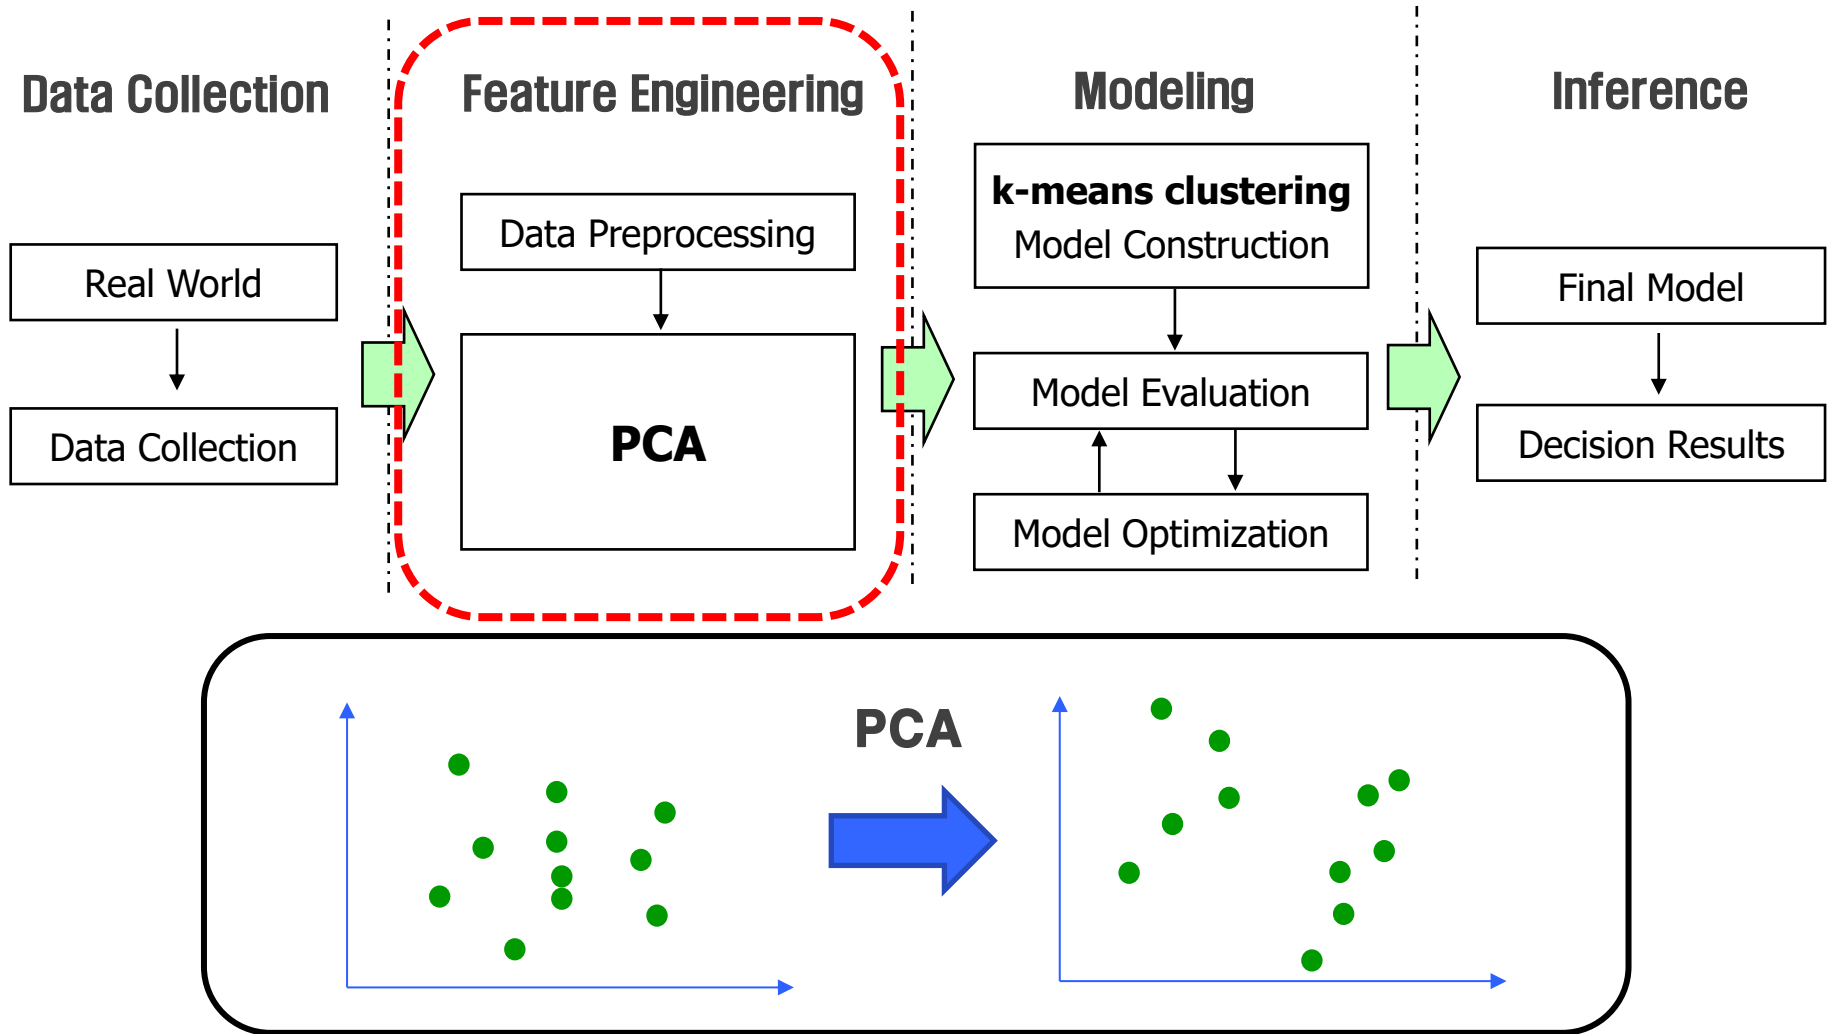 Data Collection
Feature Engineering
Modeling
Inference
Real World
Data Collection
Data Preprocessing
PCA
k-means clustering
Model Construction
Model Evaluation
Model Optimization
Final Model
Decision Results
PCA